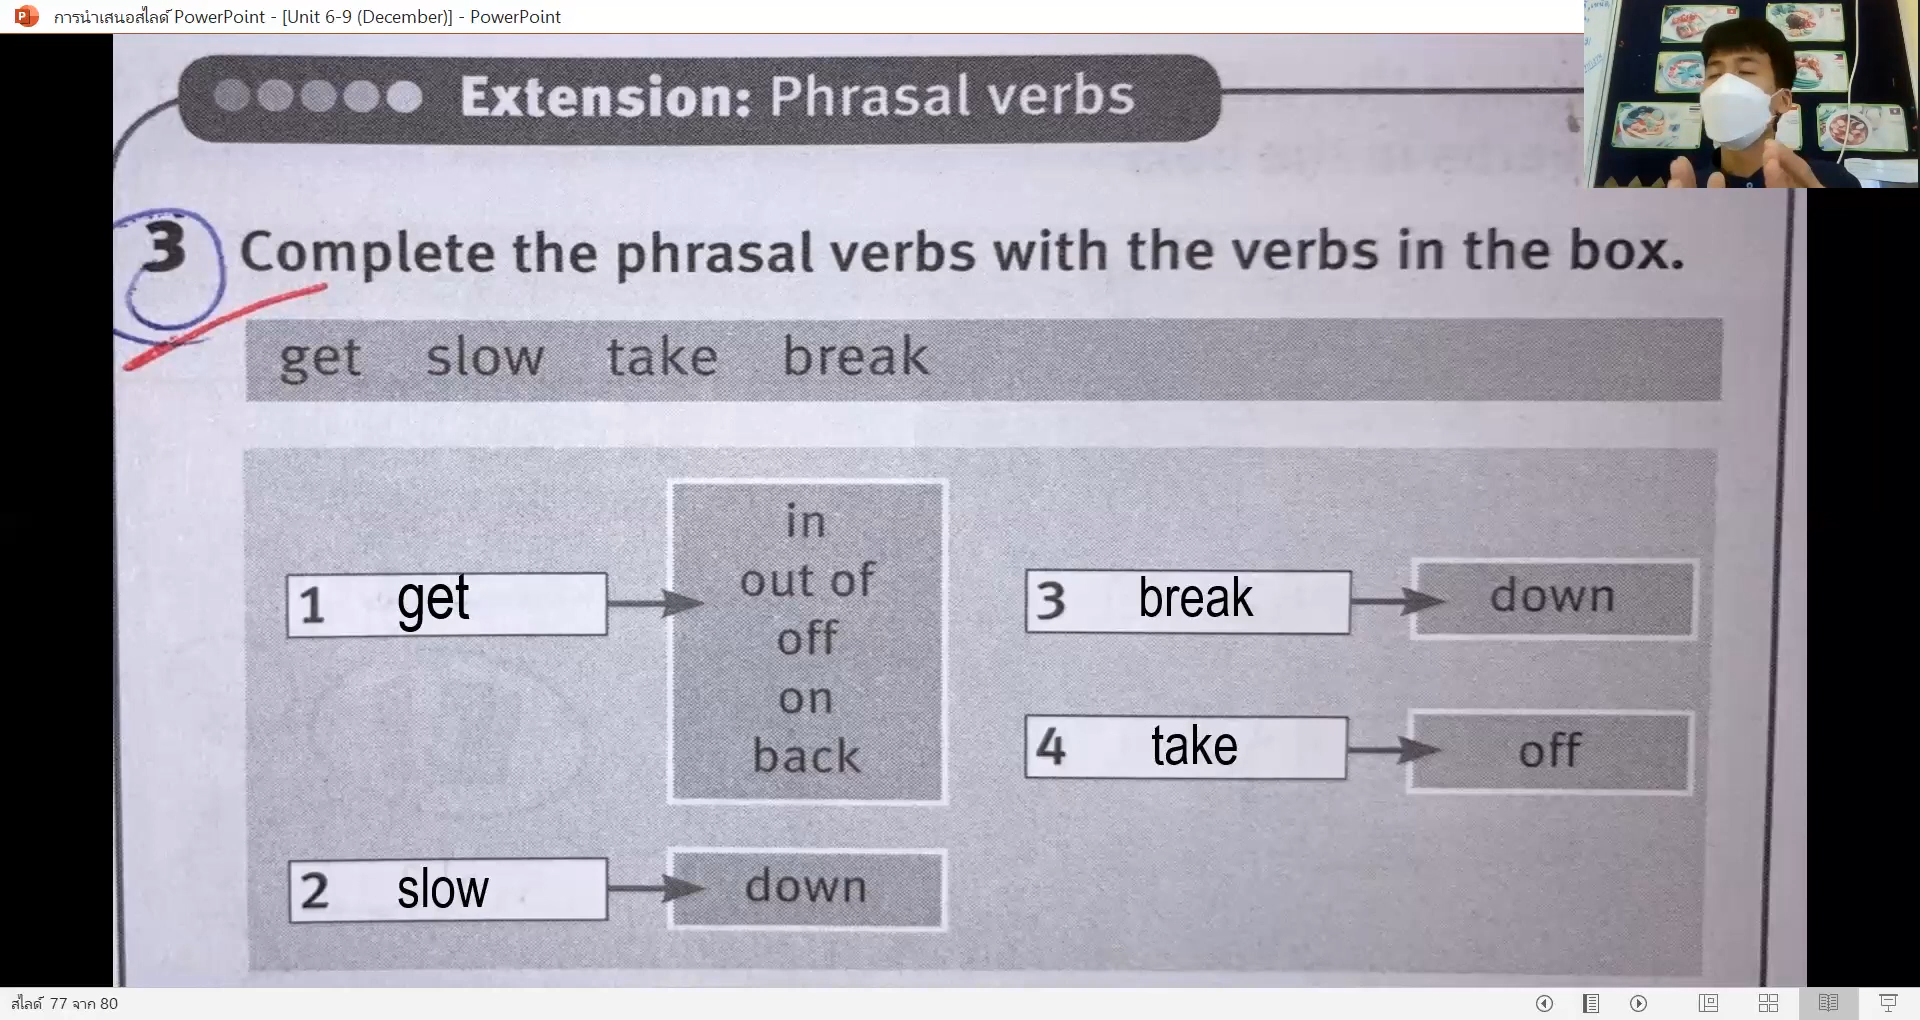 การนำเสนอสไลด์ PowerPoint - [Unit 6-9 (December)] - PowerPoint
Extension: Phrasal verbs
3 Complete the phrasal verbs with the verbs in the box.
get slow take break
1 get
in
out of
off
on
back
2 slow
down
3 break
down
4 take
off
สไลด์ 77 จาก 80